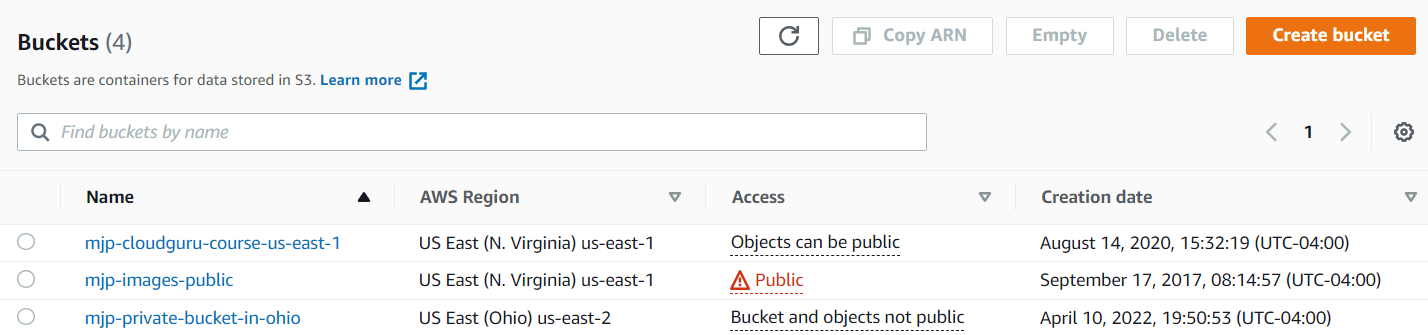 Buckets (4)
Copy ARN
Empty
Delete
Create bucket
Buckets are containers for data stored in S3. Learn more
Find buckets by name
1
Name AWS Region Access Creation date
mjp-cloudguru-course-us-east-1 US East (N. Virginia) us-east-1 Objects can be public August 14, 2020, 15:32:19 (UTC-04:00)
mjp-images-public US East (N. Virginia) us-east-1 Public September 17, 2017, 08:14:57 (UTC-04:00)
mjp-private-bucket-in-ohio US East (Ohio) us-east-2 Bucket and objects not public April 10, 2022, 19:50:53 (UTC-04:00)